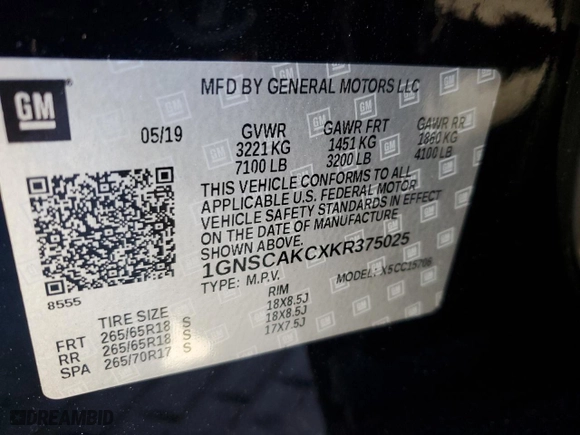 GM
MFD BY GENERAL MOTORS LLC
05/19 GVWR GAWR FRT GAWR RR
3221 KG 1451 KG 1860 KG
7100 LB 3200 LB 4100 LB
THIS VEHICLE CONFORMS TO ALL
APPLICABLE U.S. FEDERAL MOTOR
VEHICLE SAFETY STANDARDS IN EFFECT
ON THE DATE OF MANUFACTURE
SHOWN ABOVE.
1GNSCAKCXKR375025
TYPE: M.P.V. MODEL:
8555
TIRE SIZE RIM
FRT 265/65R18 S 18X8.5J
RR 265/65R18 S 18X8.5J
SPA 265/70R17 S 17X7.5J
DREAMBID